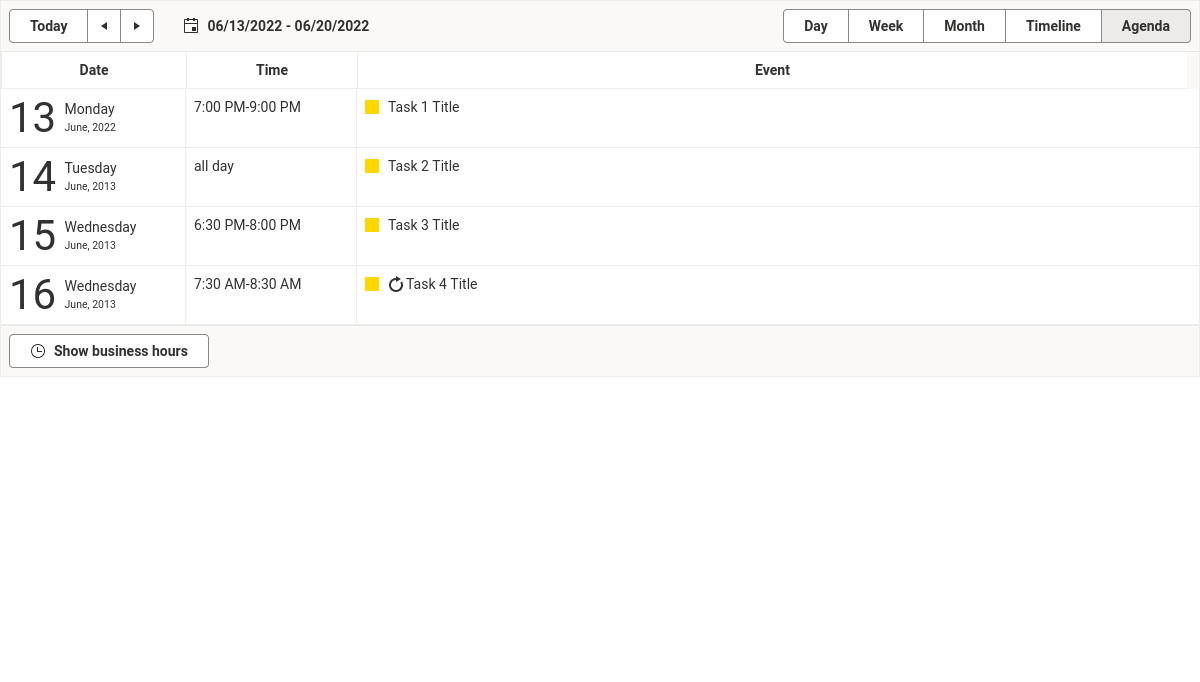 Today 06/13/2022 - 06/20/2022 Day Week Month Timeline Agenda
Date Time Event
13 Monday 7:00 PM-9:00 PM Task 1 Title
June, 2022
14 Tuesday all day Task 2 Title
June, 2013
15 Wednesday 6:30 PM-8:00 PM Task 3 Title
June, 2013
16 Wednesday 7:30 AM-8:30 AM Task 4 Title
June, 2013
Show business hours